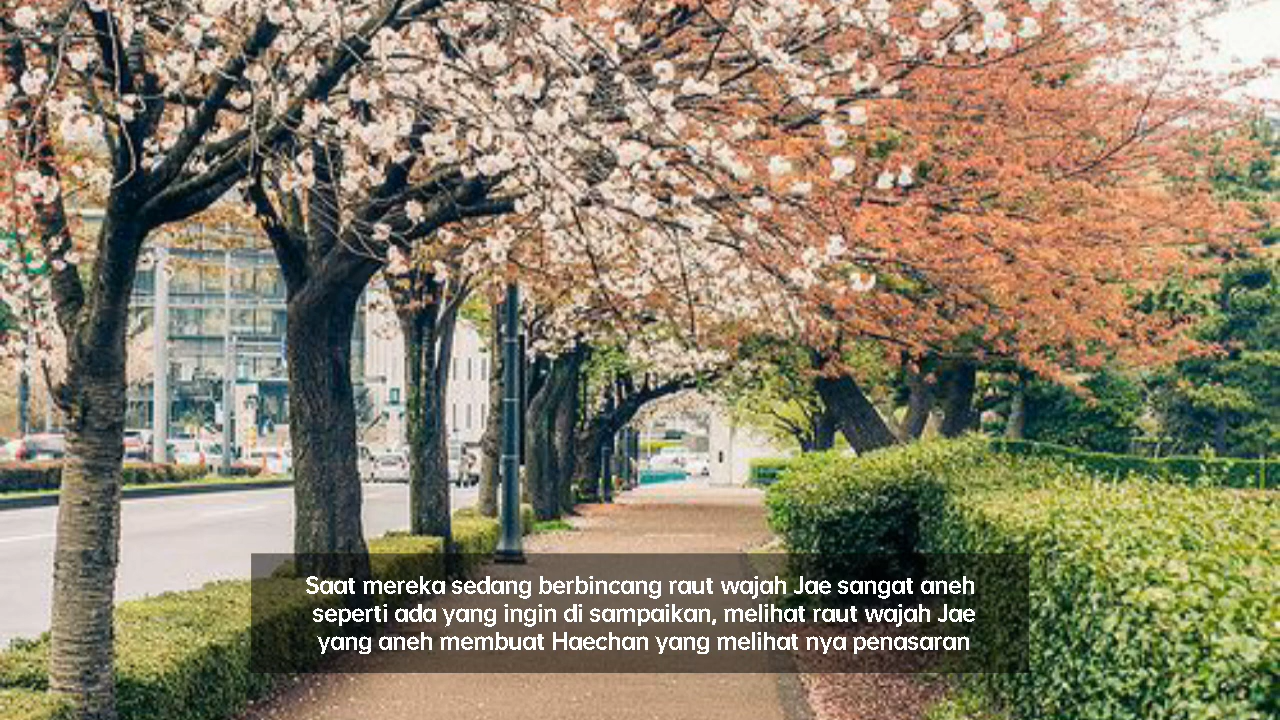 Saat mereka sedang berbincang raut wajah Jae sangat aneh
seperti ada yang ingin di sampaikan, melihat raut wajah Jae
yang aneh membuat Haechan yang melihat nya penasaran